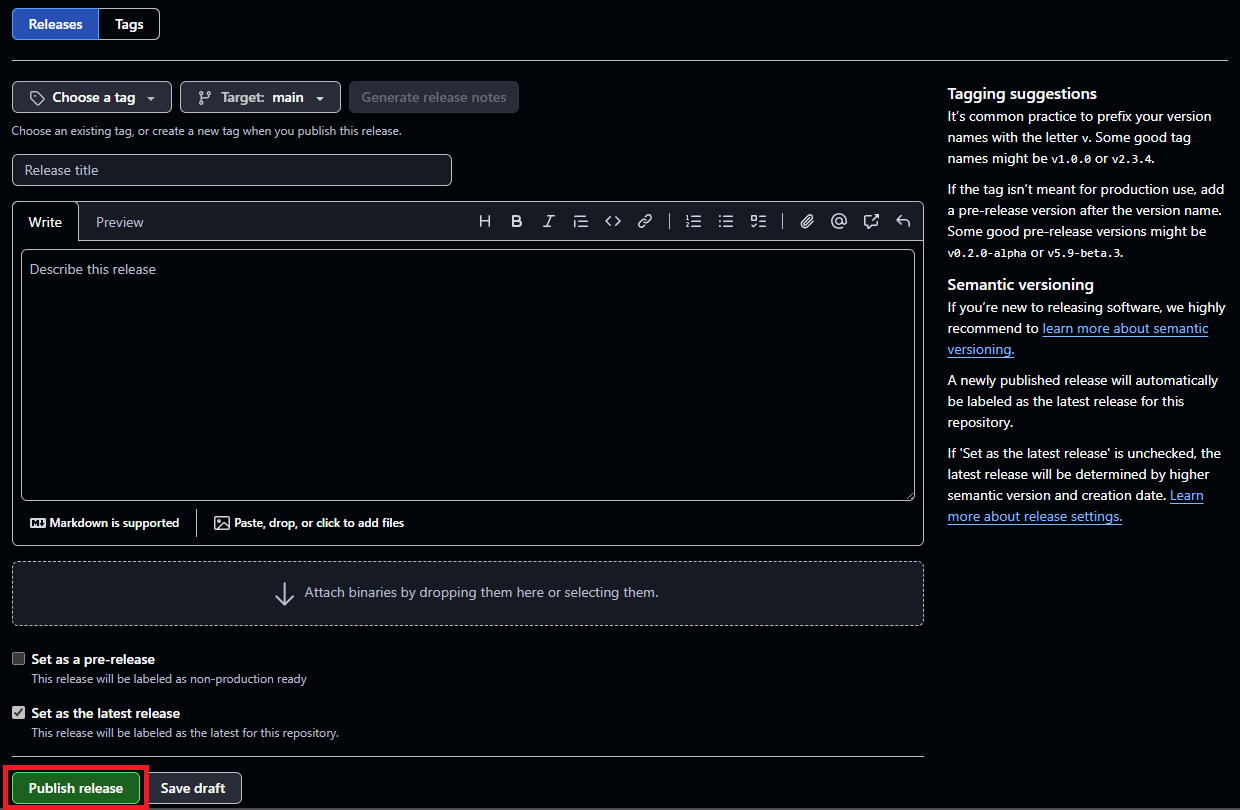 Releases Tags
Choose a tag Target: main Generate release notes
Choose an existing tag, or create a new tag when you publish this release.
Release title
Write Preview
Describe this release
Markdown is supported Paste, drop, or click to add files
Attach binaries by dropping them here or selecting them.
Set as a pre-release
This release will be labeled as non-production ready
Set as the latest release
This release will be labeled as the latest for this repository.
Publish release Save draft
Tagging suggestions
It’s common practice to prefix your version
names with the letter v. Some good tag
names might be v1.0.0 or v2.3.4.
If the tag isn’t meant for production use, add
a pre-release version after the version name.
Some good pre-release versions might be
v0.2.0-alpha or v5.9-beta.3.
Semantic versioning
If you’re new to releasing software, we highly
recommend to learn more about semantic
versioning.
A newly published release will automatically
be labeled as the latest release for this
repository.
If 'Set as the latest release' is unchecked, the
latest release will be determined by higher
semantic version and creation date. Learn
more about release settings.